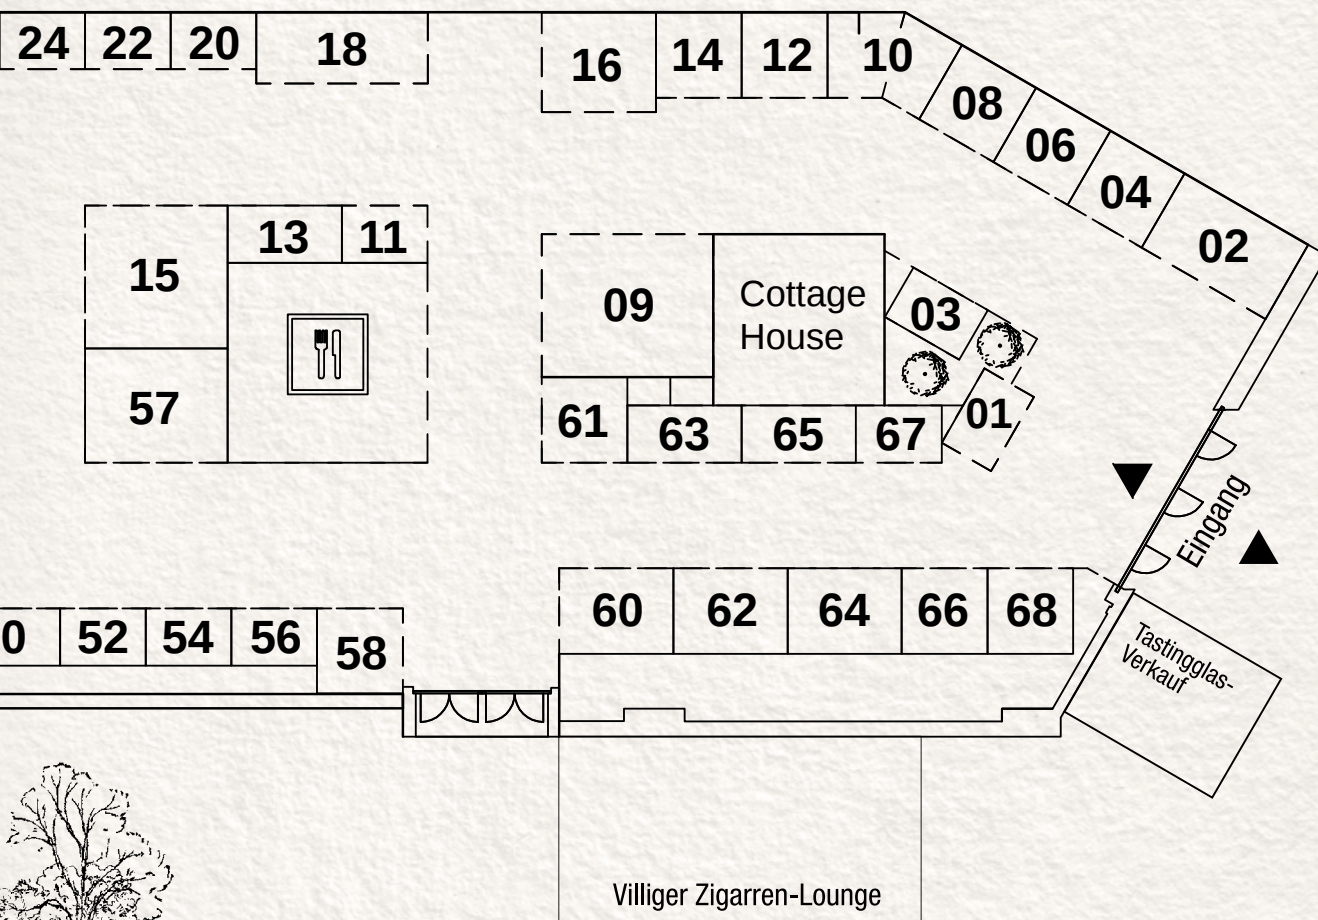 24 22 20 18 16 14 12 10
08
06
04
02
15 13 11
57
09
Cottage
House
03
01
61 63 65 67
Eingang
60 62 64 66 68
0 52 54 56 58
Tastingglas-
Verkauf
Villiger Zigarren-Lounge